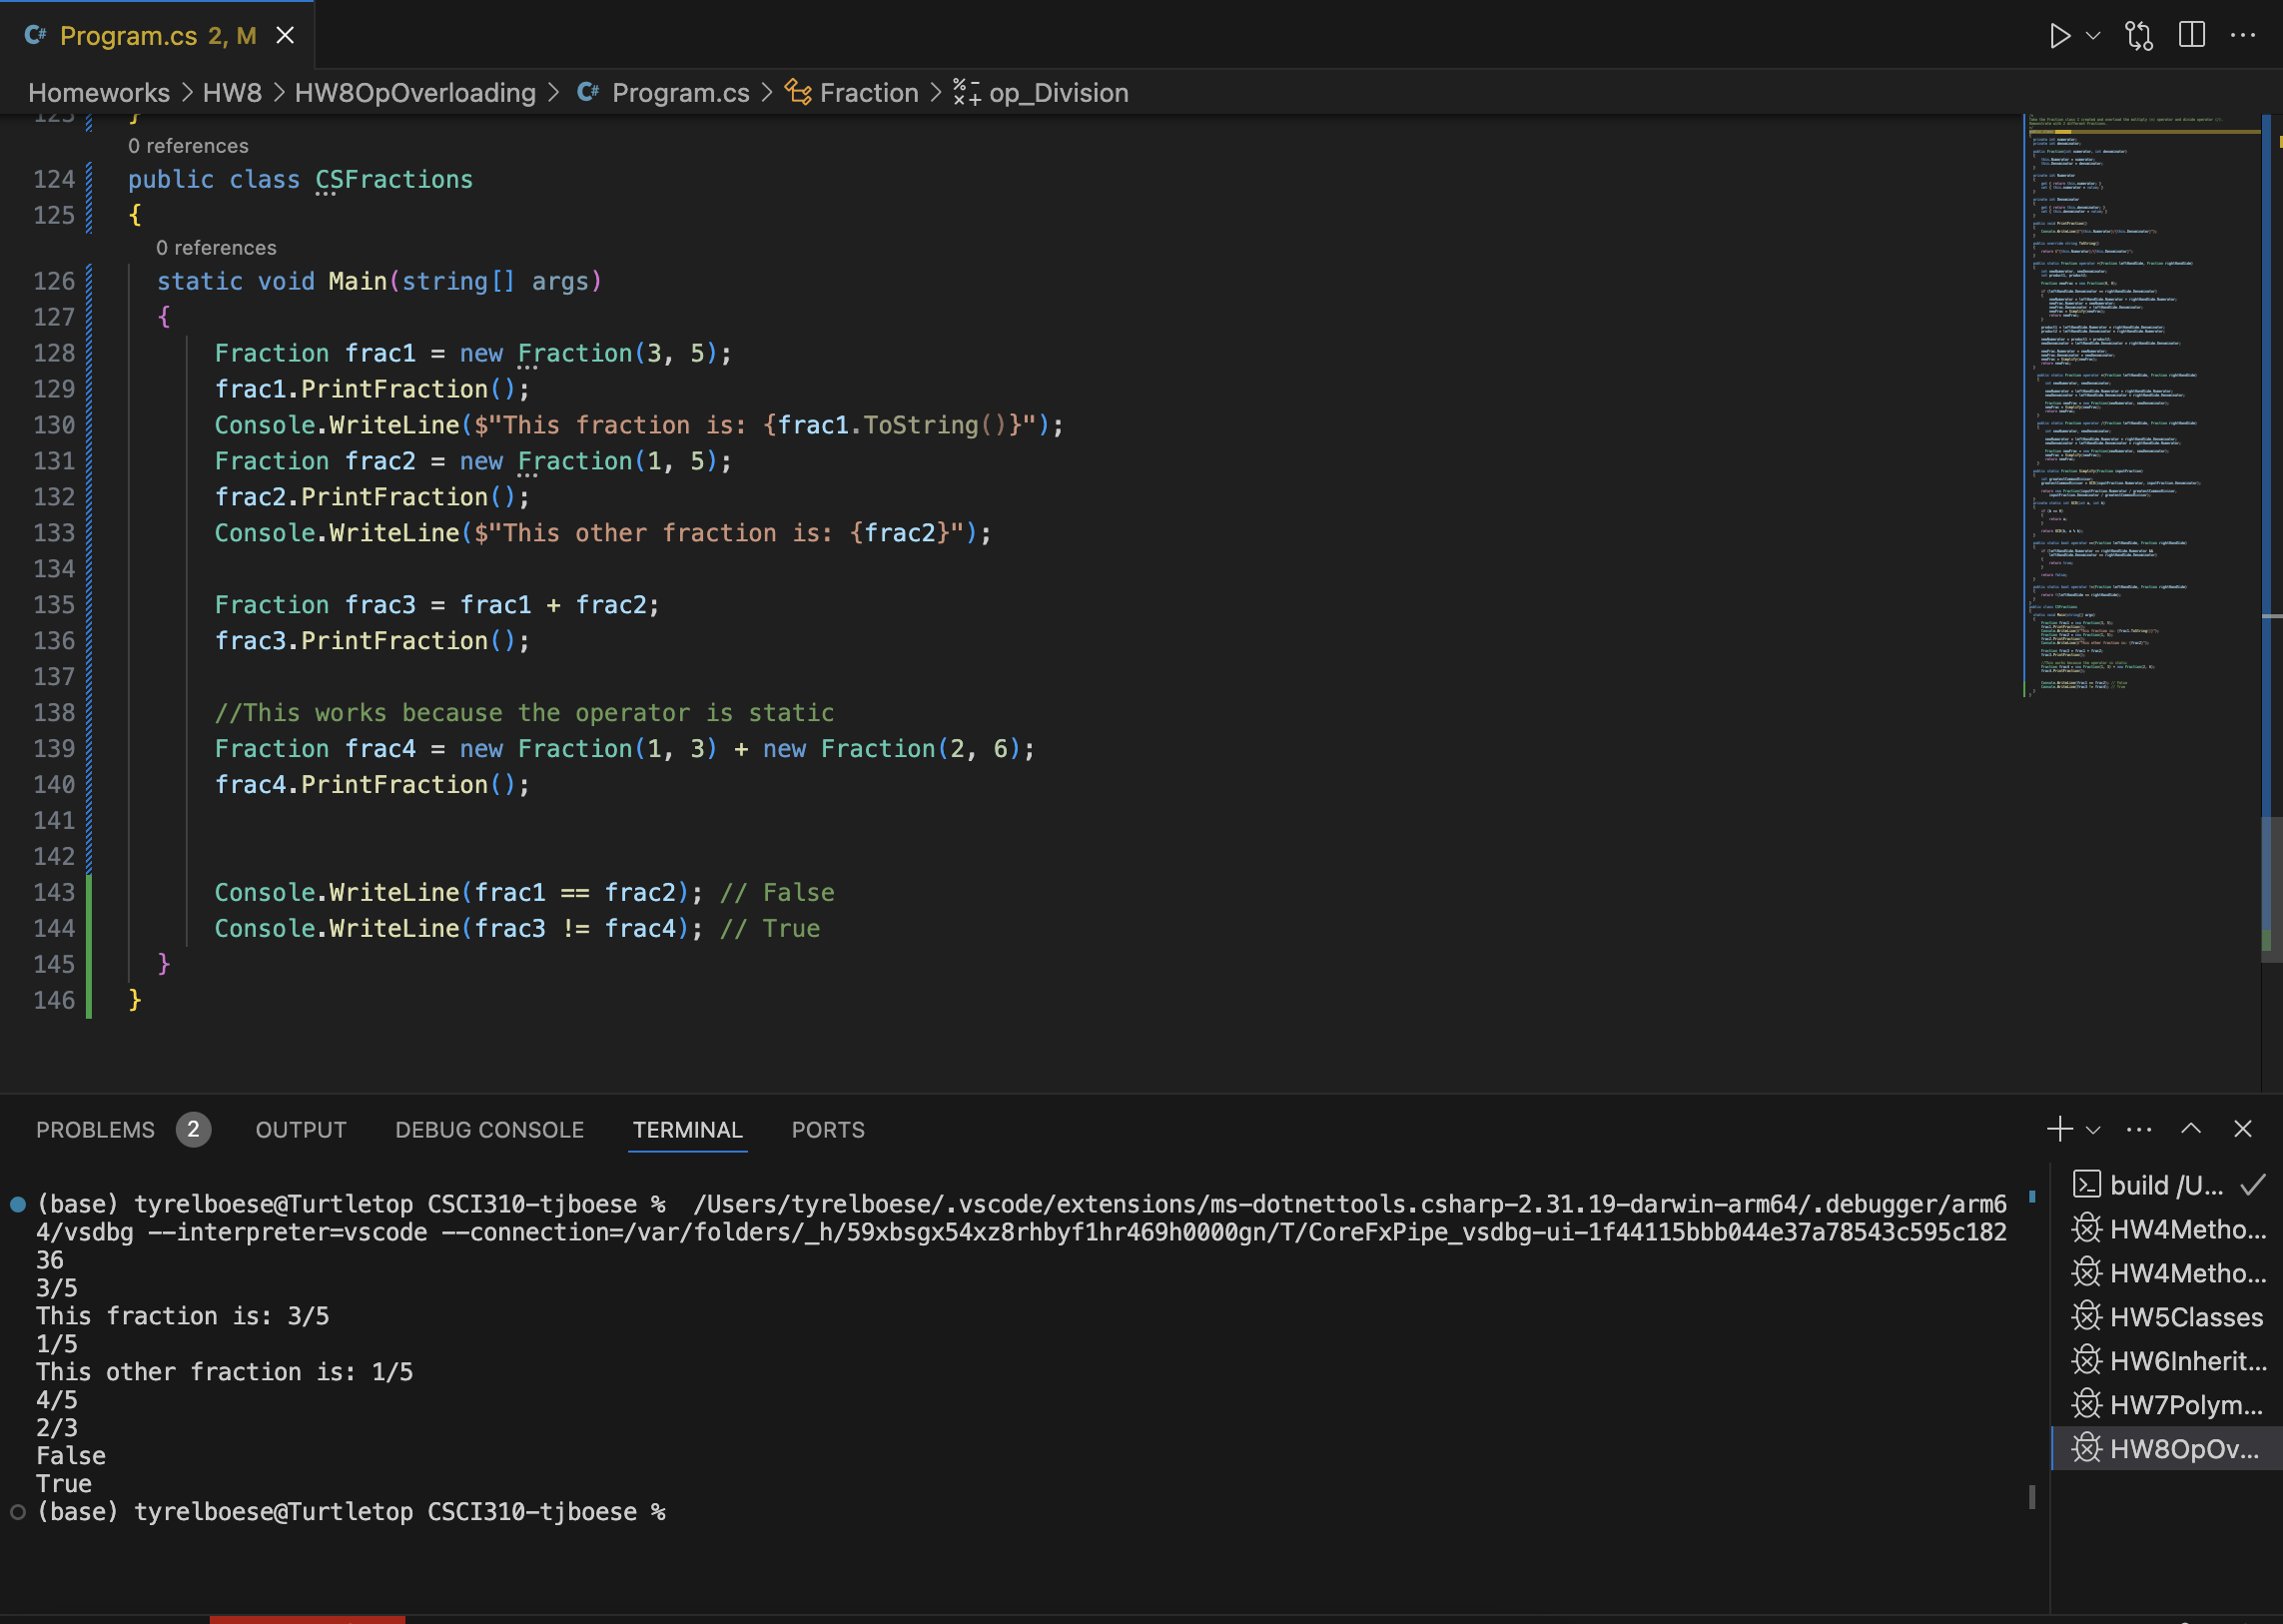 Program.cs 2, M
Homeworks > HW8 > HW8OpOverloading > Program.cs > Fraction > op_Division
123 }
0 references
124 public class CSFractions
125 {
0 references
126 static void Main(string[] args)
127 {
128 Fraction frac1 = new Fraction(3, 5);
129 frac1.PrintFraction();
130 Console.WriteLine($"This fraction is: {frac1.ToString()}");
131 Fraction frac2 = new Fraction(1, 5);
132 frac2.PrintFraction();
133 Console.WriteLine($"This other fraction is: {frac2}");
134
135 Fraction frac3 = frac1 + frac2;
136 frac3.PrintFraction();
137
138 //This works because the operator is static
139 Fraction frac4 = new Fraction(1, 3) + new Fraction(2, 6);
140 frac4.PrintFraction();
141
142
143 Console.WriteLine(frac1 == frac2); // False
144 Console.WriteLine(frac3 != frac4); // True
145 }
146 }
PROBLEMS 2 OUTPUT DEBUG CONSOLE TERMINAL PORTS
(base) tyrelboese@Turtletop CSCI310-tjboese %  /Users/tyrelboese/.vscode/extensions/ms-dotnettools.csharp-2.31.19-darwin-arm64/.debugger/arm6
4/vsdbg --interpreter=vscode --connection=/var/folders/_h/59xbsgx54xz8rhbyf1hr469h0000gn/T/CoreFxPipe_vsdbg-ui-1f44115bbb044e37a78543c595c182
36
3/5
This fraction is: 3/5
1/5
This other fraction is: 1/5
4/5
2/3
False
True
(base) tyrelboese@Turtletop CSCI310-tjboese %
build /U...
HW4Metho...
HW4Metho...
HW5Classes
HW6Inherit...
HW7Polym...
HW8OpOv...